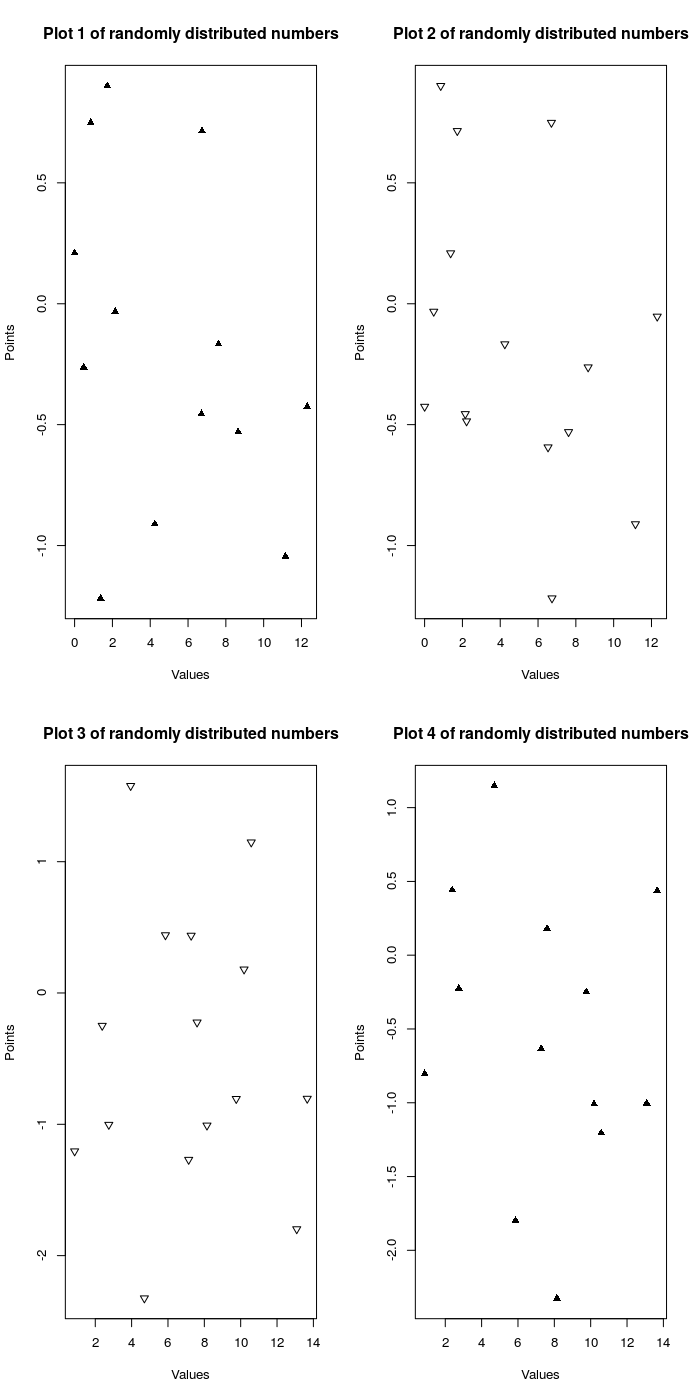 Plot 1 of randomly distributed numbers
Points
0.5
0.0
-0.5
-1.0
0 2 4 6 8 10 12
Values
Plot 2 of randomly distributed numbers
Points
0.5
0.0
-0.5
-1.0
0 2 4 6 8 10 12
Values
Plot 3 of randomly distributed numbers
Points
1
0
-1
-2
2 4 6 8 10 12 14
Values
Plot 4 of randomly distributed numbers
Points
1.0
0.5
0.0
-0.5
-1.0
-1.5
-2.0
2 4 6 8 10 12 14
Values